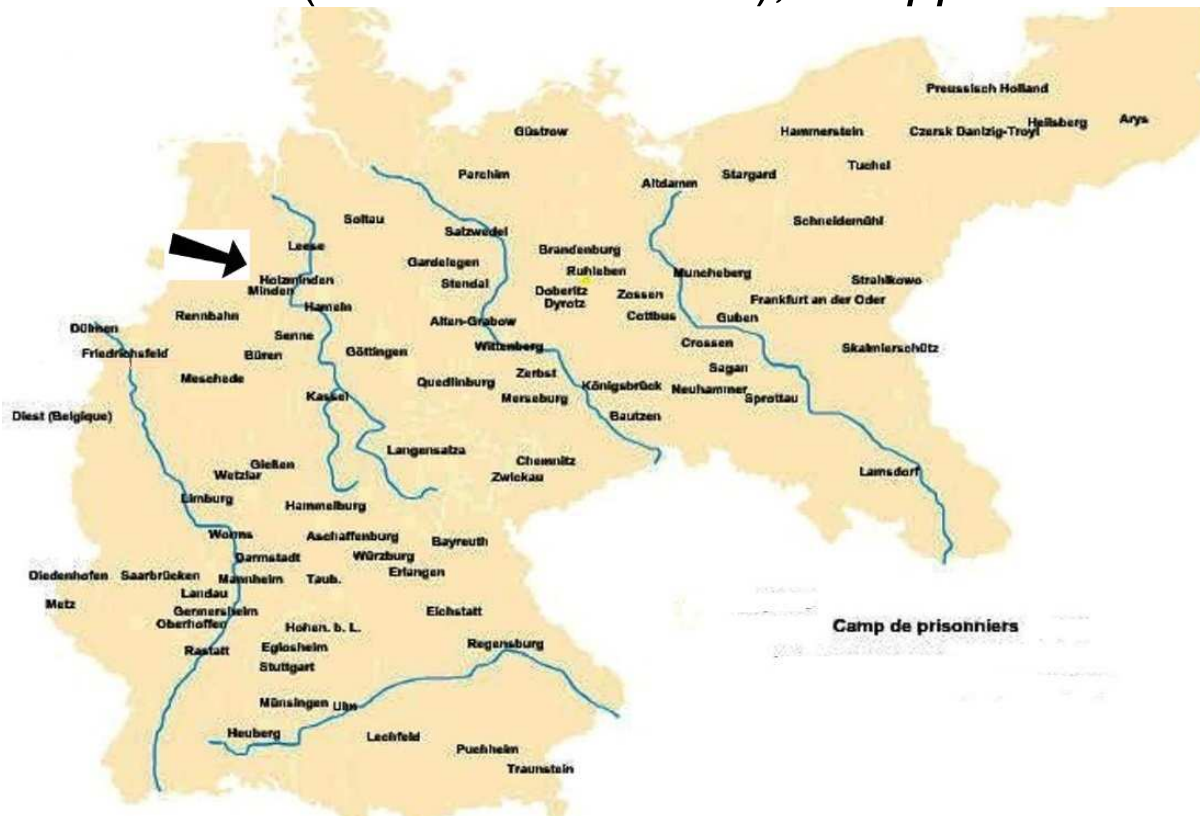 Preussisch Holland
Heilsberg
Arys
Güstrow
Hammerstein
Czersk Danizig-Troyl
Tuchel
Parchim
Altdamm
Stargard
Soltau
Schneidemühl
Salzwedel
Leese
Brandenburg
Gardelegen
Ruhleben
Muncheberg
Holzminden
Stendal
Strahlkowo
Minden
Doberitz
Zossen
Frankfurt an der Oder
Dyrotz
Hameln
Rennbahn
Cottbus
Guben
Alten-Grabow
Dülmen
Senne
Crossen
Wittenberg
Skalmierschütz
Friedrichsfeld
Büren
Göttingen
Sagan
Zerbst
Meschede
Quedlinburg
Königsbrück
Neuhammer
Kassel
Merseburg
Sprottau
Diest (Belgique)
Bautzen
Langensalza
Gießen
Chemnitz
Wetzlar
Zwickau
Lamsdorf
Limburg
Hammelburg
Worms
Aschaffenburg
Bayreuth
Darmstadt
Würzburg
Erlangen
Diedenhofen
Saarbrücken
Mannheim
Taub.
Landau
Metz
Germersheim
Eichstatt
Oberhoffen
Hohen. b. L.
Camp de prisonniers
Rastatt
Eglosheim
Regensburg
Stuttgart
Münsingen
Ulm
Heuberg
Lechfeld
Puchheim
Traunstein